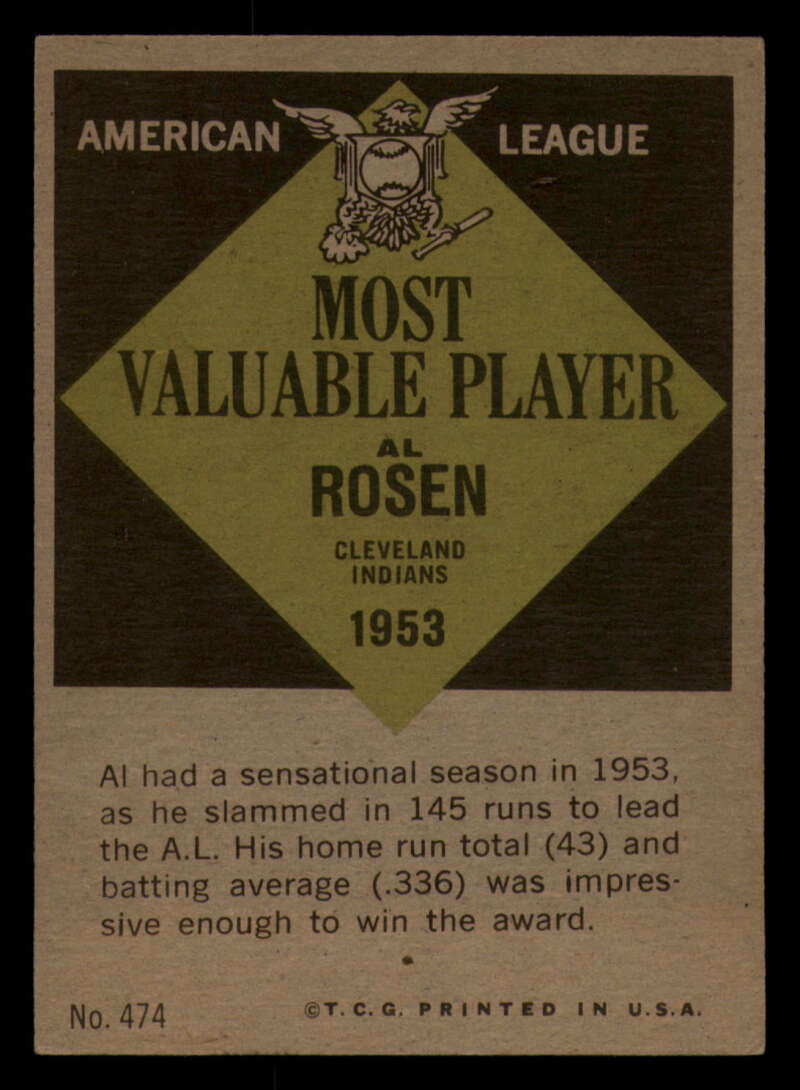 AMERICAN LEAGUE
MOST
VALUABLE PLAYER
AL
ROSEN
CLEVELAND
INDIANS
1953
Al had a sensational season in 1953,
as he slammed in 145 runs to lead
the A.L. His home run total (43) and
batting average (.336) was impres-
sive enough to win the award.
No. 474 ©T.C.G. PRINTED IN U.S.A.